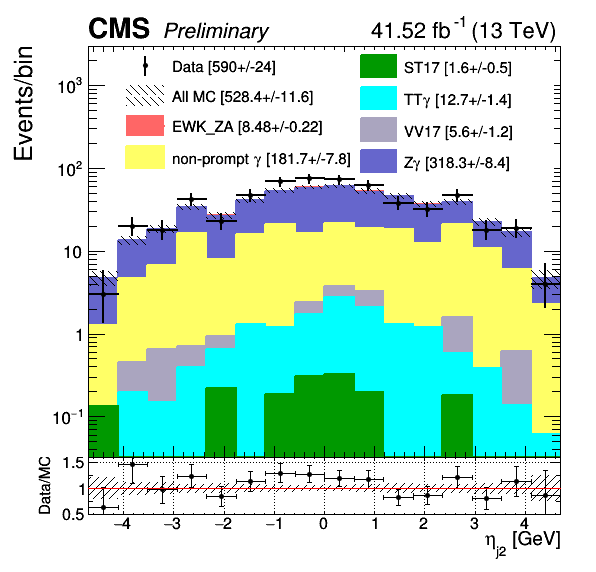 CMS Preliminary 41.52 fb⁻¹ (13 TeV)
Events/bin
10³
10²
10
1
10⁻¹
Data [590+/-24]
All MC [528.4+/-11.6]
EWK_ZA [8.48+/-0.22]
non-prompt γ [181.7+/-7.8]
ST17 [1.6+/-0.5]
TTγ [12.7+/-1.4]
VV17 [5.6+/-1.2]
Zγ [318.3+/-8.4]
Data/MC
1.5
1
0.5
−4 −3 −2 −1 0 1 2 3 4
η_j2 [GeV]